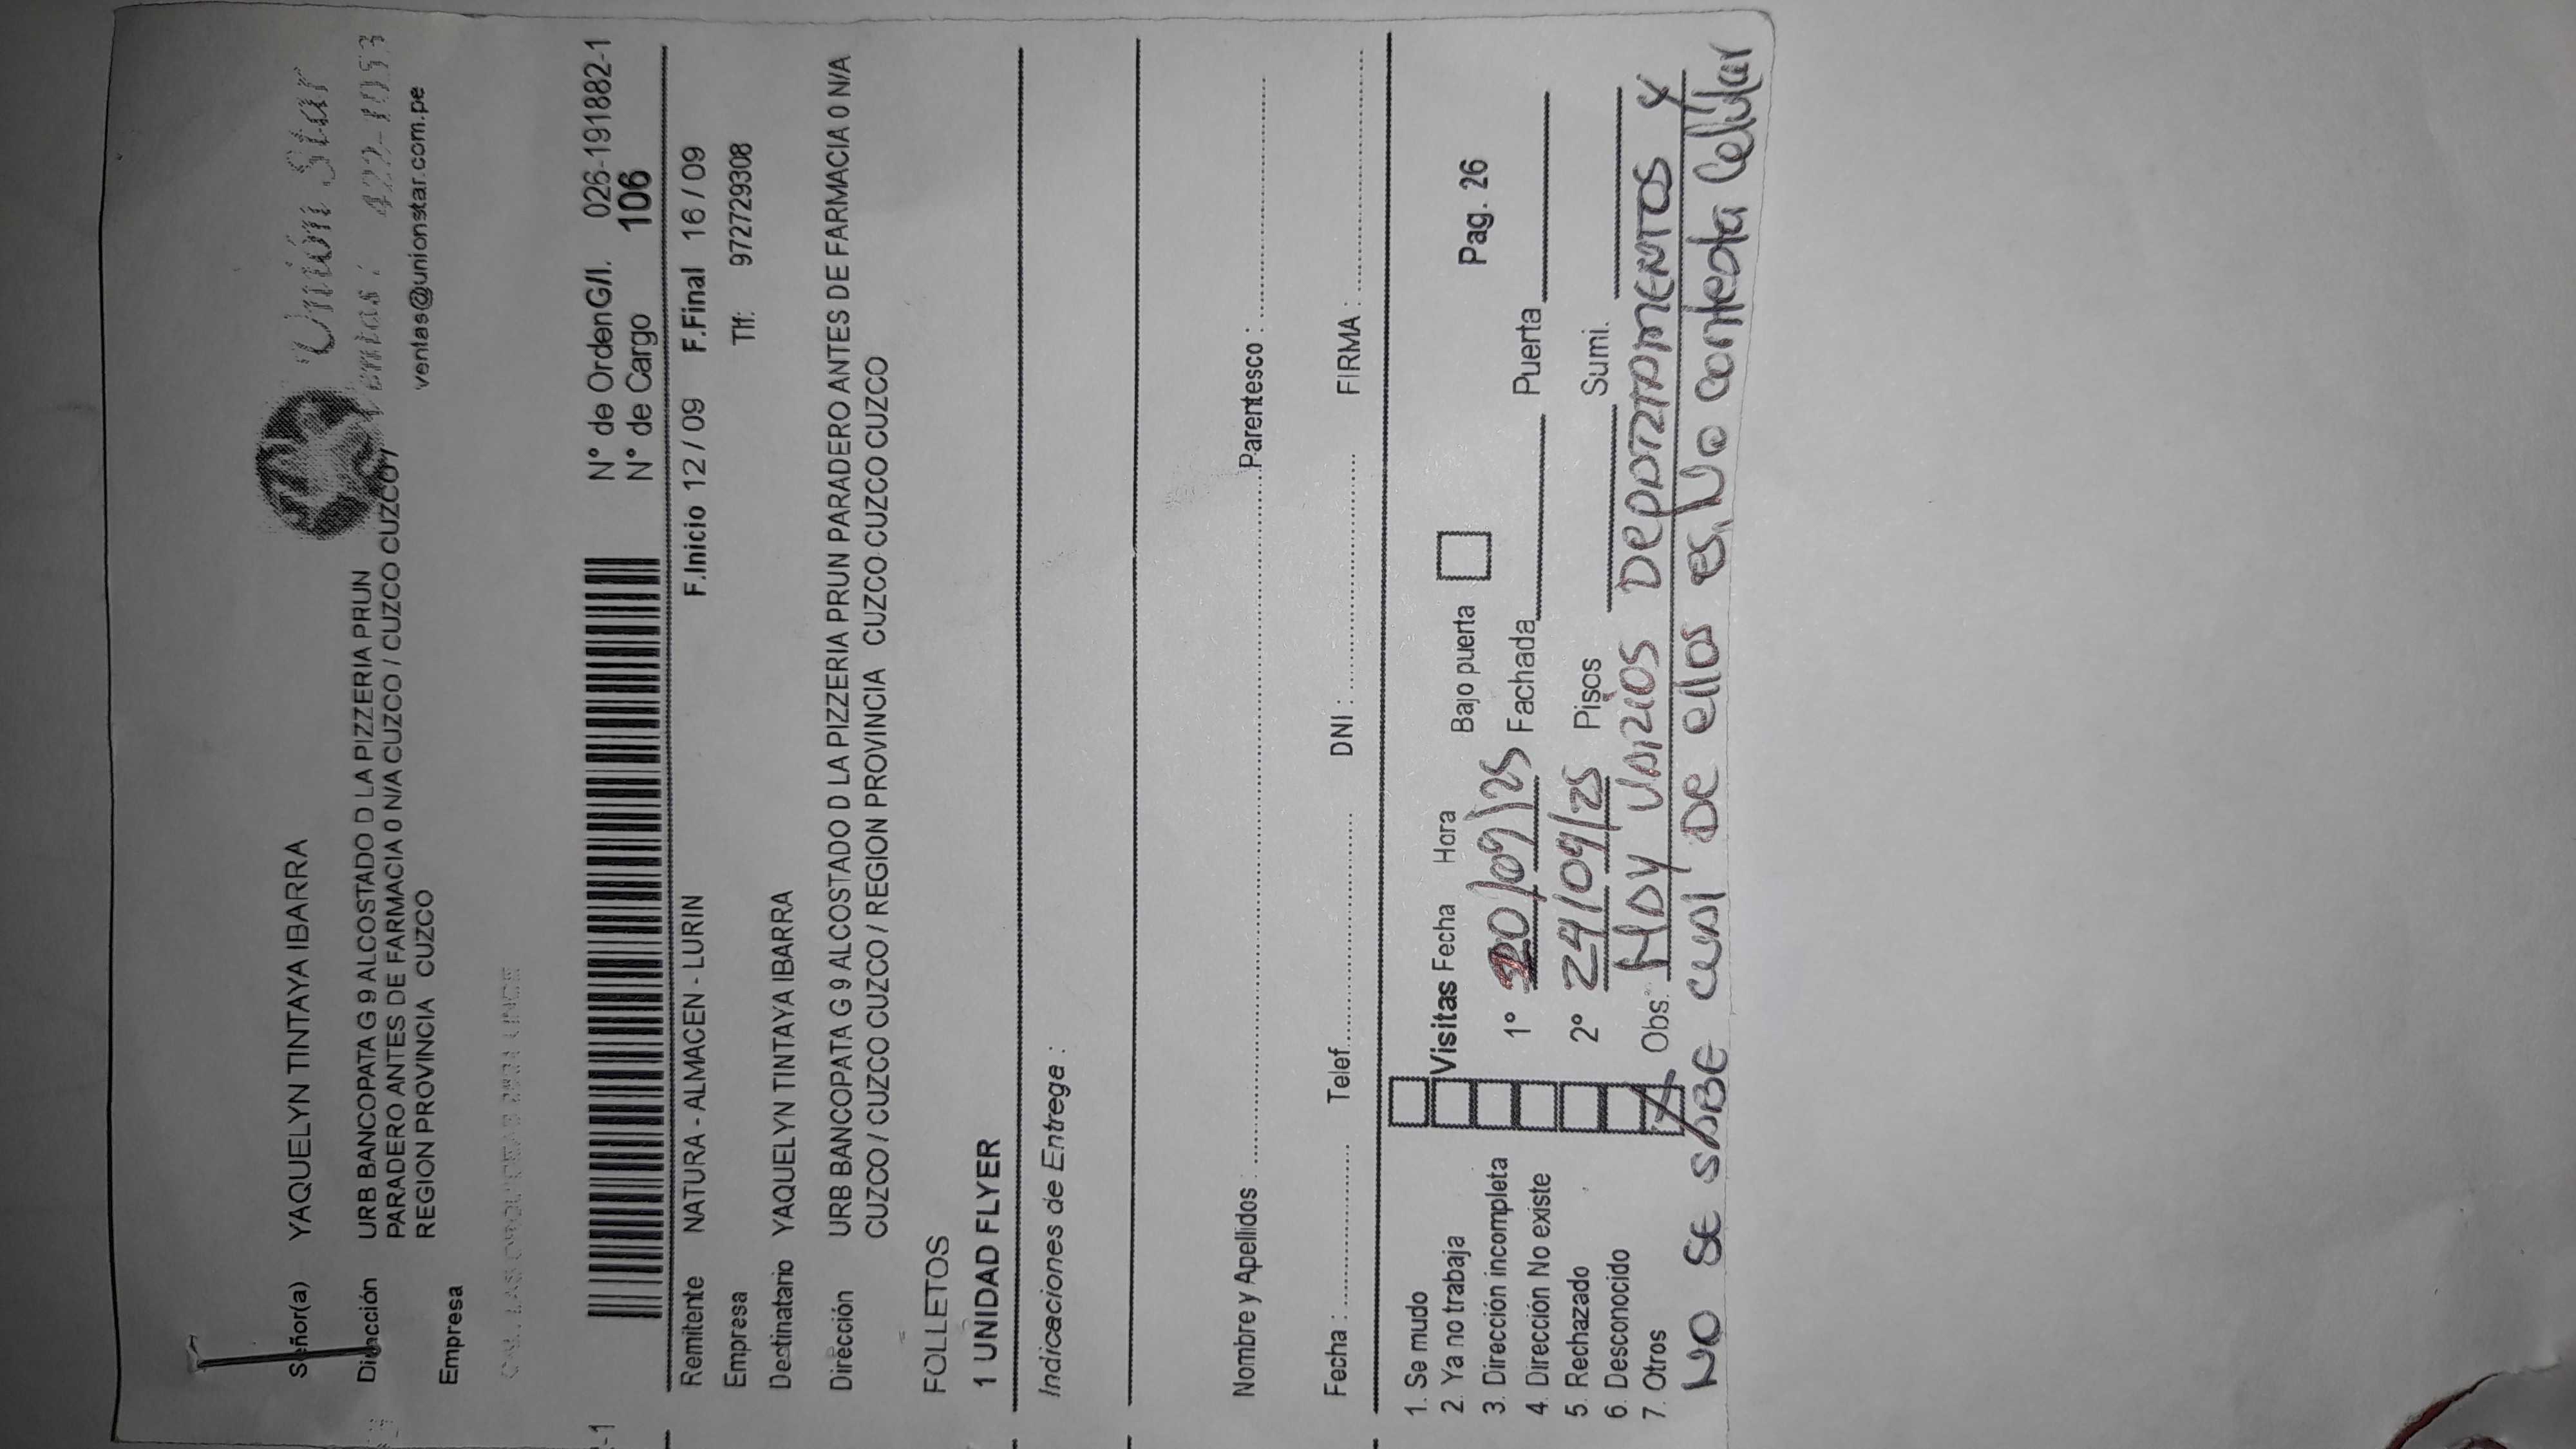 Unión Star
Señor(a) YAQUELYN TINTAYA IBARRA
422-1053
Dirección URB BANCOPATA G 9 ALCOSTADO D LA PIZZERIA PRUN
PARADERO ANTES DE FARMACIA 0 N/A CUZCO / CUZCO CUZCO /
REGION PROVINCIA CUZCO
ventas@unionstar.com.pe
Empresa
N° de OrdenG/I. 026-191882-1
N° de Cargo 106
-1
Remitente NATURA - ALMACEN - LURIN F.Inicio 12 / 09 F.Final 16 / 09
Empresa Tlf: 972729308
Destinatario YAQUELYN TINTAYA IBARRA
Dirección URB BANCOPATA G 9 ALCOSTADO D LA PIZZERIA PRUN PARADERO ANTES DE FARMACIA 0 N/A
CUZCO / CUZCO CUZCO / REGION PROVINCIA CUZCO CUZCO CUZCO
FOLLETOS
1 UNIDAD FLYER
Indicaciones de Entrega :
Nombre y Apellidos : Parentesco :
Fecha : Telef. DNI : FIRMA :
1. Se mudo
2. Ya no trabaja Visitas Fecha Hora Bajo puerta Pag. 26
3. Dirección incompleta
4. Dirección No existe 1° 20/09/25 Fachada Puerta
5. Rechazado
6. Desconocido 2° 24/09/25 Pisos Sumi.
7. Otros Obs. HAY VARIOS DEPARTAMENTOS Y
NO SE SABE CUAL DE ellos es. No contesta Celular